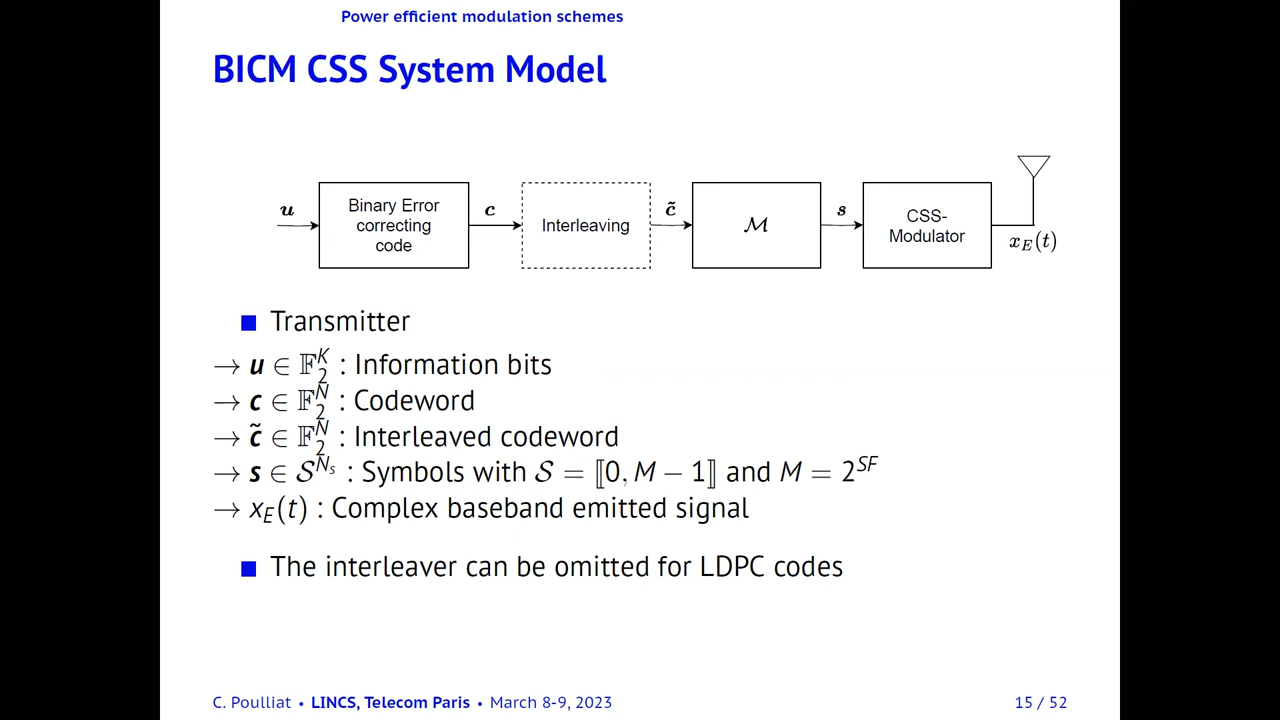 Power efficient modulation schemes
BICM CSS System Model
u
Binary Error
correcting
code
c
Interleaving
c̃
ℳ
s
CSS-
Modulator
x_E(t)
■ Transmitter
→ u ∈ 𝔽₂^K : Information bits
→ c ∈ 𝔽₂^N : Codeword
→ c̃ ∈ 𝔽₂^N : Interleaved codeword
→ s ∈ 𝒮^{N_s} : Symbols with 𝒮 = ⟦0, M − 1⟧ and M = 2^{SF}
→ x_E(t) : Complex baseband emitted signal
■ The interleaver can be omitted for LDPC codes
C. Poulliat • LINCS, Telecom Paris • March 8-9, 2023 15 / 52